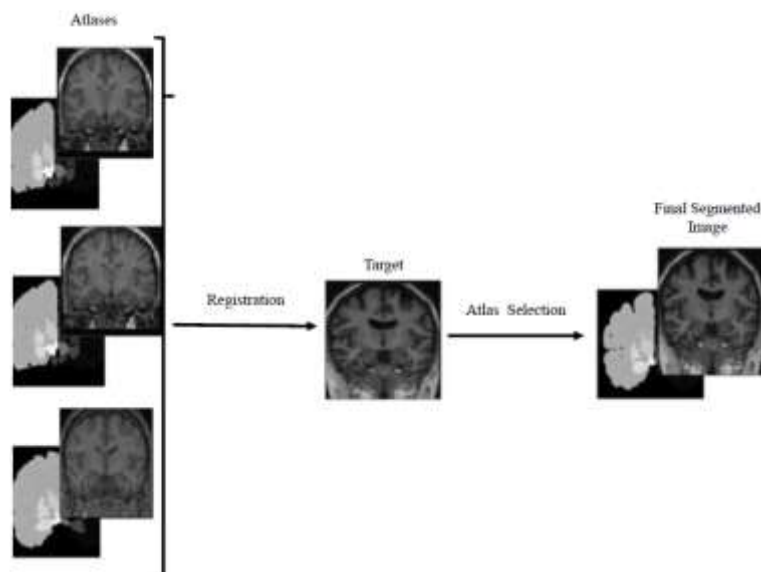 Atlases
Registration
Target
Atlas Selection
Final Segmented
Image